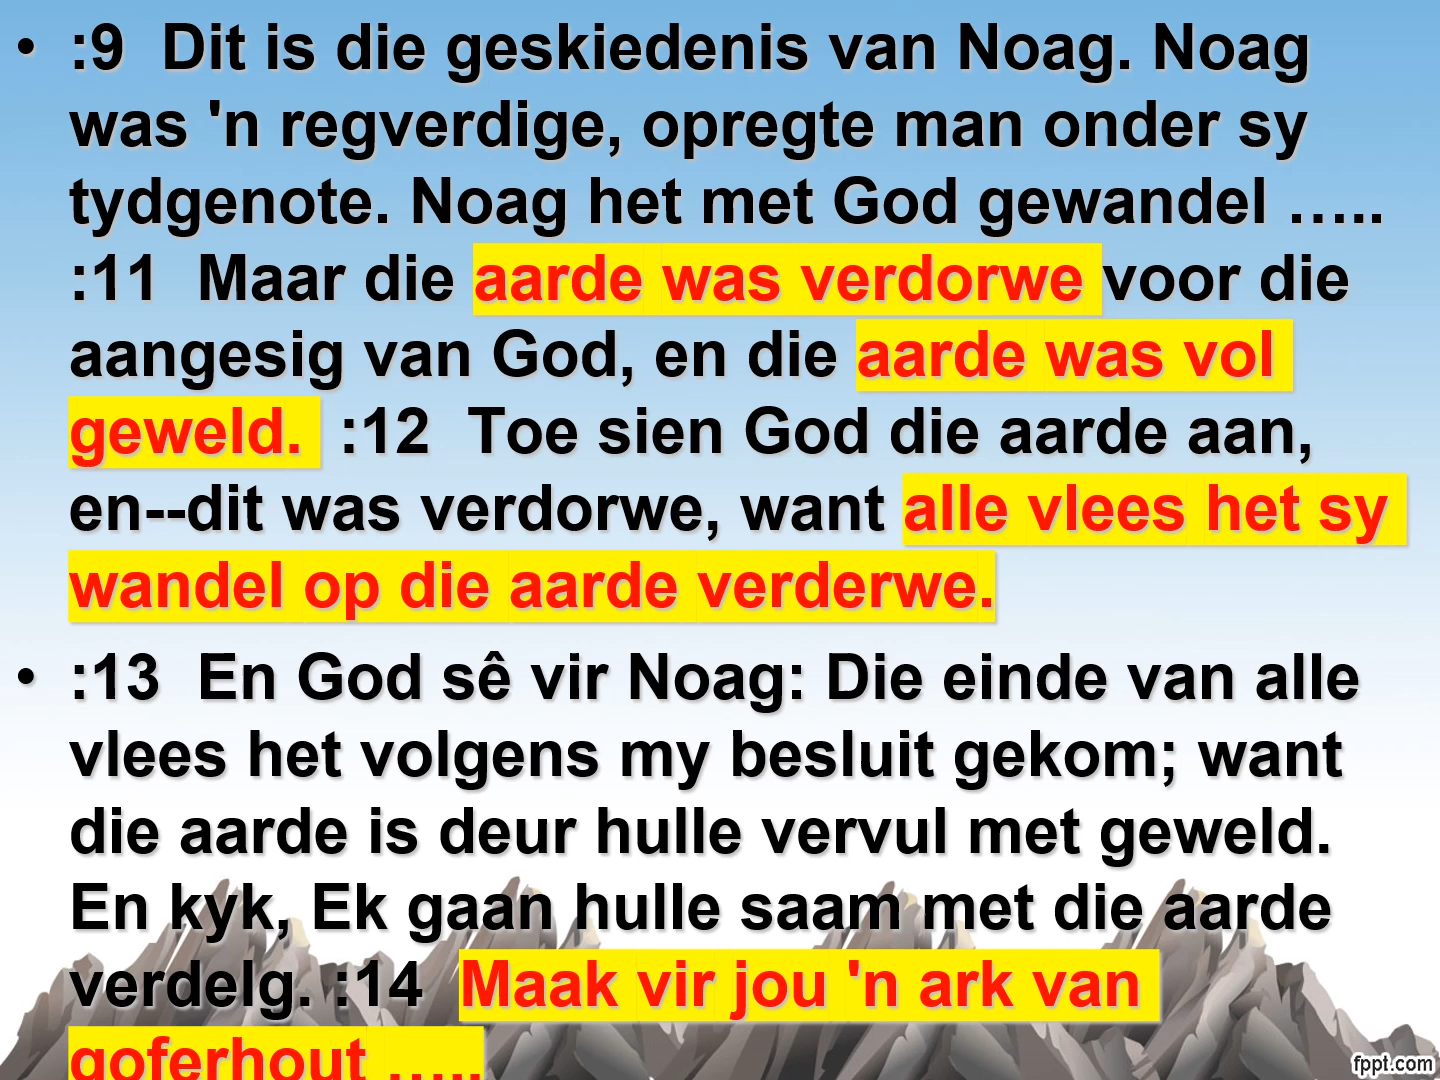 • :9 Dit is die geskiedenis van Noag. Noag
was 'n regverdige, opregte man onder sy
tydgenote. Noag het met God gewandel …..
:11 Maar die aarde was verdorwe voor die
aangesig van God, en die aarde was vol
geweld. :12 Toe sien God die aarde aan,
en--dit was verdorwe, want alle vlees het sy
wandel op die aarde verderwe.
• :13 En God sê vir Noag: Die einde van alle
vlees het volgens my besluit gekom; want
die aarde is deur hulle vervul met geweld.
En kyk, Ek gaan hulle saam met die aarde
verdelg. :14 Maak vir jou 'n ark van
goferhout …..
fppt.com